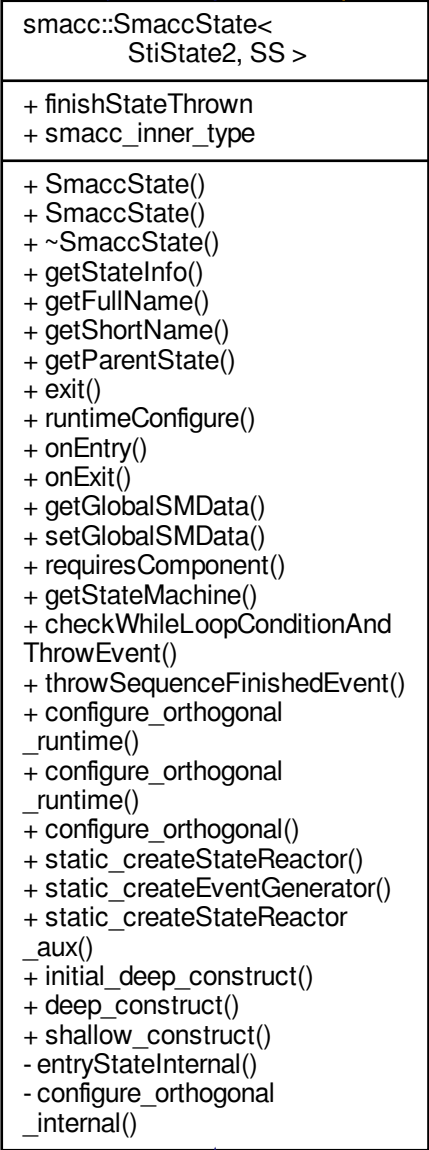 smacc::SmaccState<
StiState2, SS >
+ finishStateThrown
+ smacc_inner_type
+ SmaccState()
+ SmaccState()
+ ~SmaccState()
+ getStateInfo()
+ getFullName()
+ getShortName()
+ getParentState()
+ exit()
+ runtimeConfigure()
+ onEntry()
+ onExit()
+ getGlobalSMData()
+ setGlobalSMData()
+ requiresComponent()
+ getStateMachine()
+ checkWhileLoopConditionAnd
ThrowEvent()
+ throwSequenceFinishedEvent()
+ configure_orthogonal
_runtime()
+ configure_orthogonal
_runtime()
+ configure_orthogonal()
+ static_createStateReactor()
+ static_createEventGenerator()
+ static_createStateReactor
_aux()
+ initial_deep_construct()
+ deep_construct()
+ shallow_construct()
- entryStateInternal()
- configure_orthogonal
_internal()